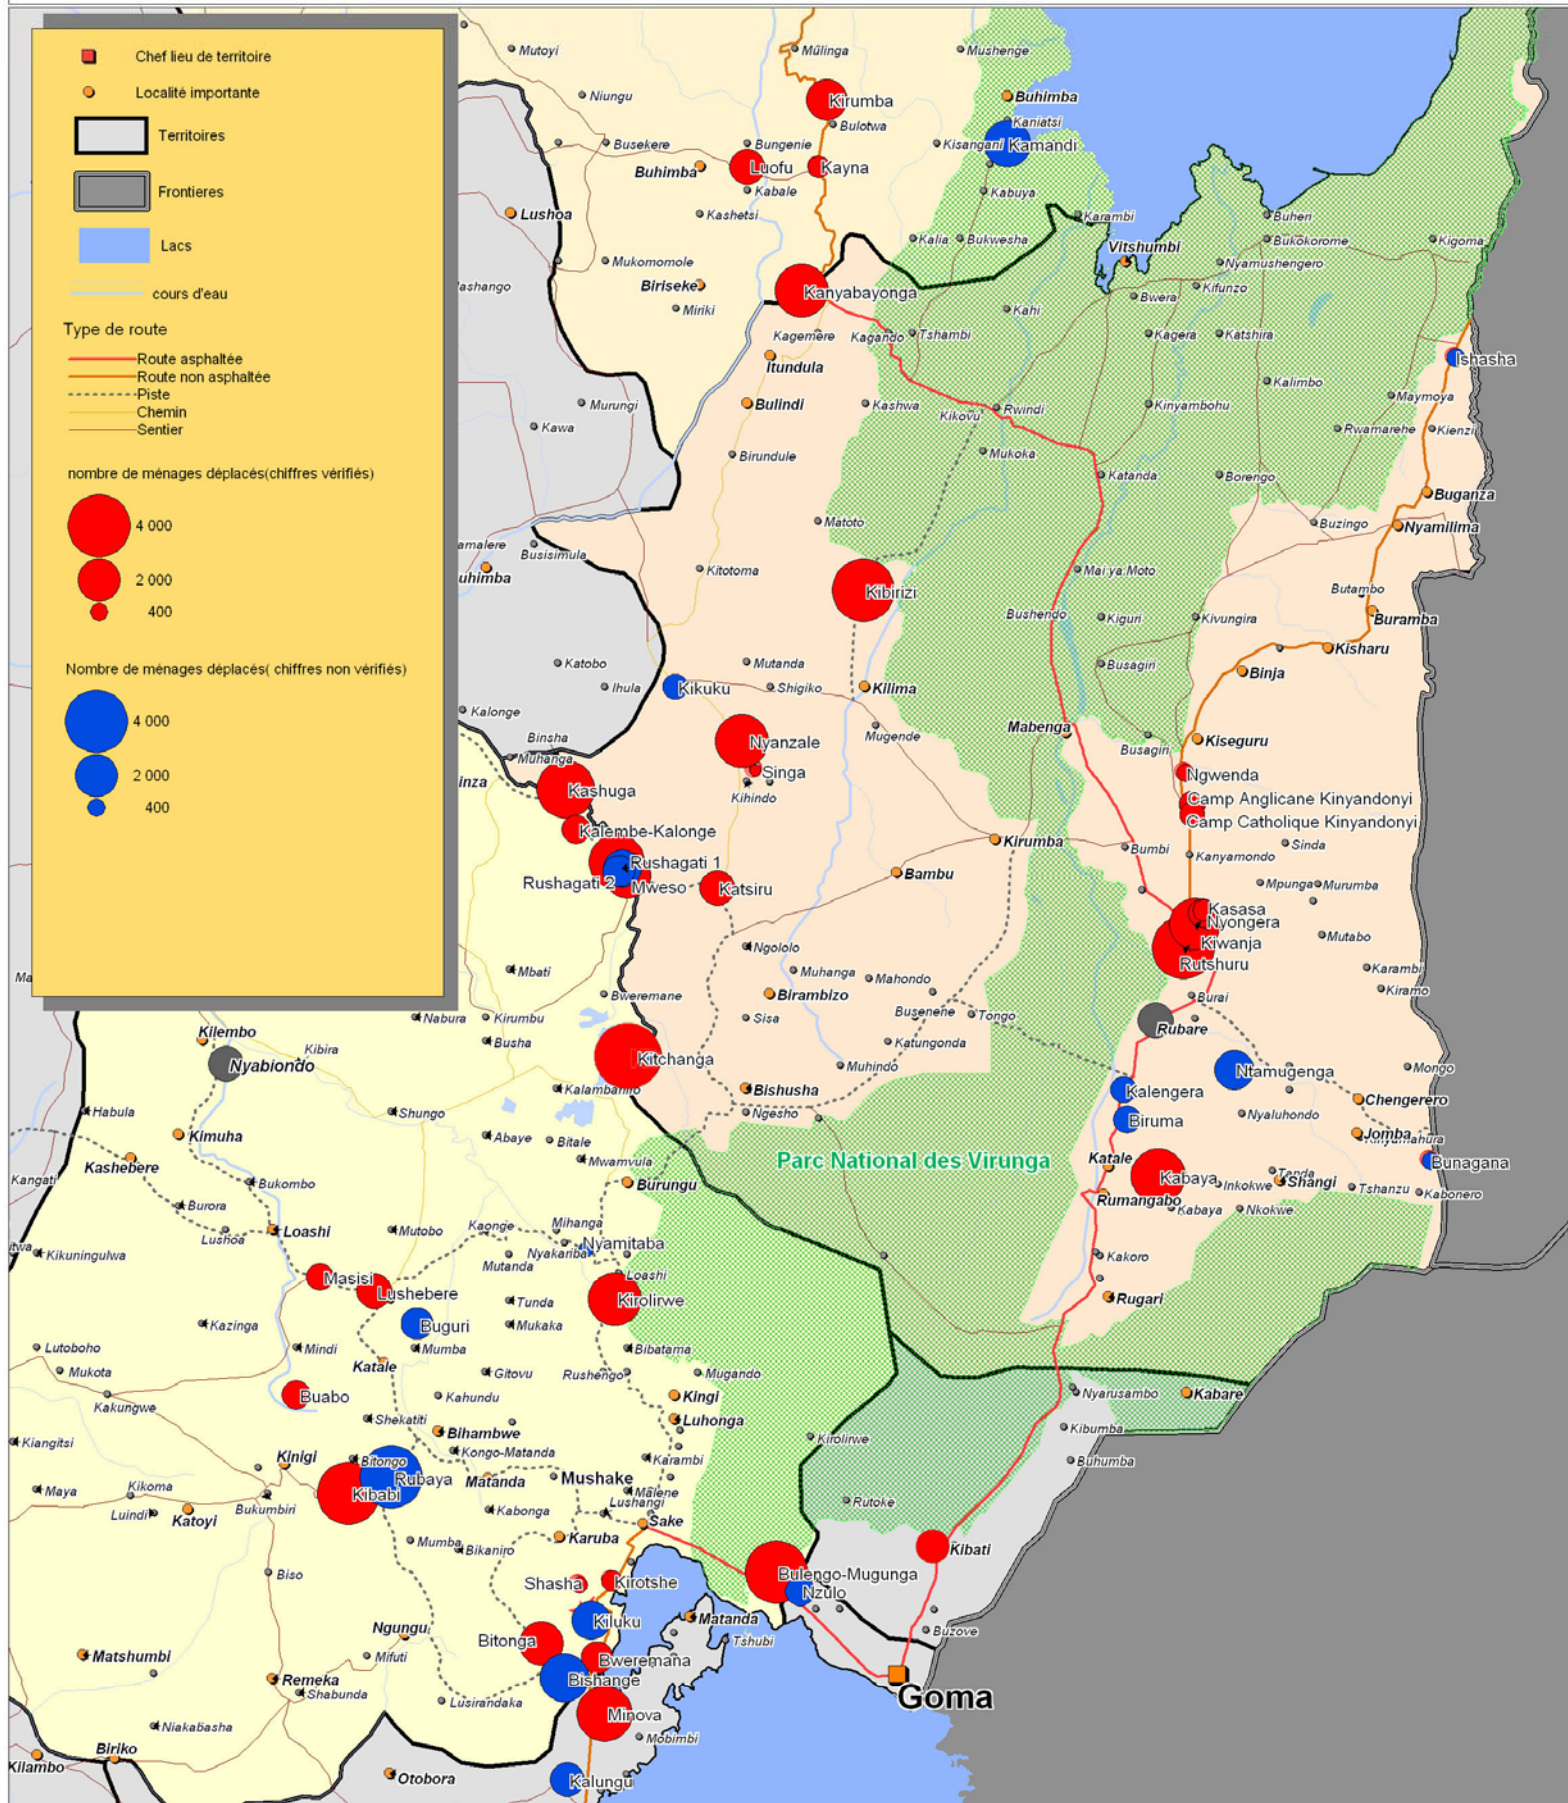 Chef lieu de territoire
Localité importante
Territoires
Frontieres
Lacs
cours d'eau
Type de route
Route asphaltée
Route non asphaltée
Piste
Chemin
Sentier
nombre de ménages déplacés(chiffres vérifiés)
4 000
2 000
400
Nombre de ménages déplacés( chiffres non vérifiés)
4 000
2 000
400
Mutoyi
Mûlinga
Mushenge
Niungu
Kirumba
Buhimba
Bulotwa
Kaniatsi
Busekere
Bungenie
Kisangani
Kamandi
Buhimba
Luofu
Kayna
Kabale
Kabuya
Lushoa
Kashetsi
Karambi
Buheri
Kalia
Bukwesha
Vitshumbi
Bukokorome
Kigoma
Mukomomole
Nyamushengero
Biriseke
Kanyabayonga
Kifunzo
Bwera
Miriki
Kahi
Kagemere
Kagando
Tshambi
Kagera
Katshira
Itundula
Ishasha
Kalimbo
Murungi
Bulindi
Kashwa
Kikovu
Rwindi
Kinyambohu
Maymoya
Kawa
Rwamarehe
Kienzi
Birundule
Mukoka
Katanda
Borengo
Buganza
Matoto
Buzingo
Nyamilima
Busisimula
Kitotoma
Mai ya Moto
Kibirizi
Butambo
Bushendo
Kiguri
Kivungira
Buramba
Katobo
Mutanda
Busagiri
Binja
Kisharu
Ihula
Kikuku
Shigiko
Kilima
Kalonge
Mugende
Mabenga
Binsha
Nyanzale
Busagiri
Kiseguru
Muhanga
Singa
Ngwenda
Kashuga
Kihindo
Camp Anglicane Kinyandonyi
Camp Catholique Kinyandonyi
Kalembe-Kalonge
Kirumba
Bumbi
Sinda
Kanyamondo
Rushagati 1
Rushagati 2
Mweso
Katsiru
Bambu
Mpunga
Murumba
Kasasa
Nyongera
Kiwanja
Rutshuru
Ngololo
Mutabo
Mbati
Muhanga
Mahondo
Karambi
Bweremane
Birambizo
Burai
Kiramo
Nabura
Kirumbu
Sisa
Busenene
Tongo
Rubare
Kilembo
Kibira
Busha
Katungonda
Nyabiondo
Kitchanga
Muhindo
Ntamugenga
Mongo
Kalambairo
Bishusha
Kalengera
Chengerero
Habula
Shungo
Ngesho
Biruma
Nyaluhondo
Kimuha
Abaye
Bitale
Jomba
Kashebere
Mwamvula
Parc National des Virunga
Katale
Bunagana
Kangati
Bukombo
Burungu
Kabaya
Inkokwe
Tanda
Shangi
Tshanzu
Kabonero
Burora
Rumangabo
Kabaya
Nkokwe
Lushoa
Loashi
Mutobo
Kaonge
Mihanga
Nyamitaba
Kikuningulwa
Nyakariba
Mutanda
Kakoro
Masisi
Loashi
Lushebere
Tunda
Kirolirwe
Rugari
Kazinga
Buguri
Mukaka
Lutoboho
Mindi
Mumba
Bibatama
Mukota
Katale
Gitovu
Rushengo
Mugando
Kakungwe
Buabo
Kahundu
Kingi
Nyarusambo
Kabare
Shekatiti
Luhonga
Kiangitsi
Bihambwe
Kirolirwe
Kibumba
Kinigi
Bitongo
Kongo-Matanda
Karambi
Buhumba
Rubaya
Matanda
Mushake
Maya
Kikoma
Kibabi
Malene
Rutoke
Luindi
Katoyi
Bukumbiri
Kabonga
Lushangi
Sake
Mumba
Bikaniro
Karuba
Kibati
Biso
Shasha
Kirotshe
Bulengo-Mugunga
Nzulo
Kiluku
Matanda
Ngungu
Bitonga
Tshubi
Buzove
Matshumbi
Mifuti
Bweremana
Remeka
Bishange
Shabunda
Lusirandaka
Goma
Niakabasha
Minova
Biriko
Mobimbi
Kilambo
Otobora
Kalungu